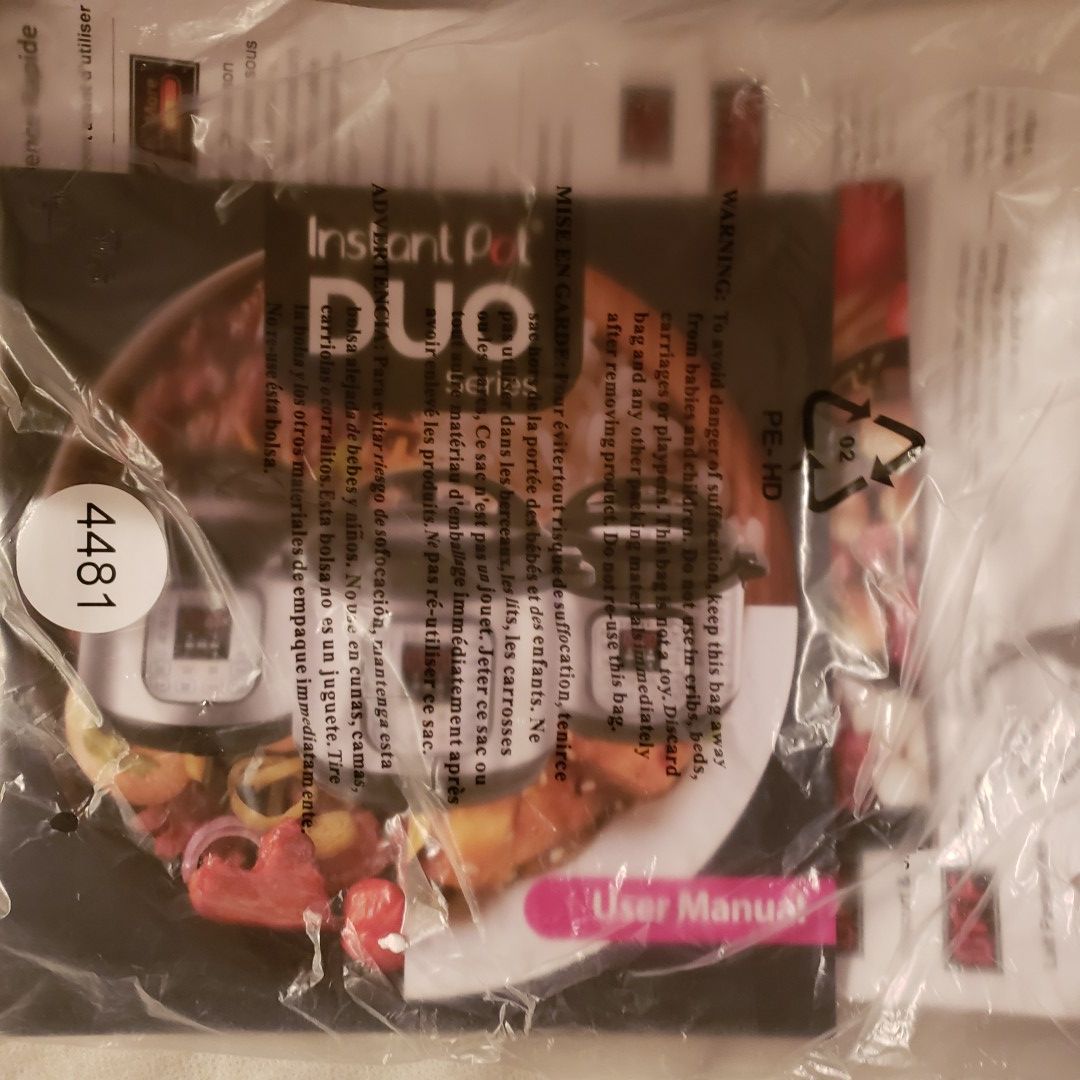 Instant Pot®
DUO
Series
User Manual
4481
PE-HD
02
WARNING: To avoid danger of suffocation, keep this bag away
from babies and children. Do not use in cribs, beds,
carriages or playpens. This bag is not a toy. Discard
bag and any other packing materials immediately
after removing product. Do not re-use this bag.
MISE EN GARDE: Pour évitertout risque de suffocation, tenirce
sac hors de la portée des bébés et des enfants. Ne
pas utiliser dans les berceaux, les lits, les carrosses
ou les parcs, Ce sac n'est pas un jouet. Jeter ce sac ou
tout autre matériau d'emballage immédiatement après
avoir enlevé les produits. Ne pas ré-utiliser ce sac.
ADVERTENCIA: Para evitar riesgo de sofocación, mantenga esta
bolsa alejada de bebes y niños. No use en cunas, camas,
carriolas o corralitos. Esta bolsa no es un juguete. Tire
la bolsa y los otros materiales de empaque immediatamente.
No re-use ésta bolsa.
d'utiliser
sous